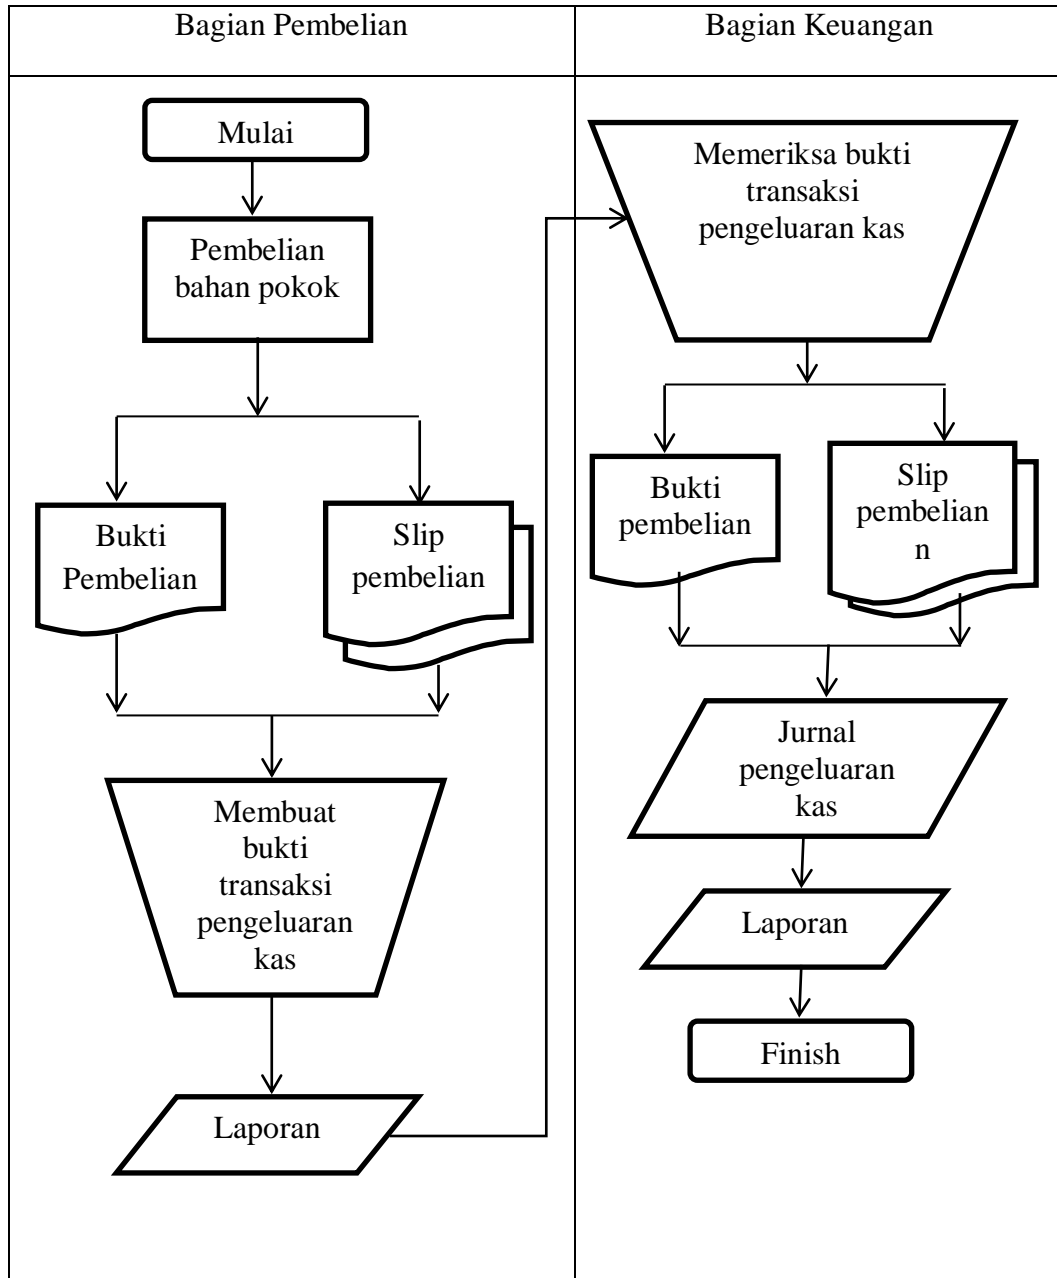 Bagian Pembelian
Bagian Keuangan
Mulai
Pembelian
bahan pokok
Bukti
Pembelian
Slip
pembelian
Membuat
bukti
transaksi
pengeluaran
kas
Laporan
Memeriksa bukti
transaksi
pengeluaran kas
Bukti
pembelian
Slip
pembelian
n
Jurnal
pengeluaran
kas
Laporan
Finish